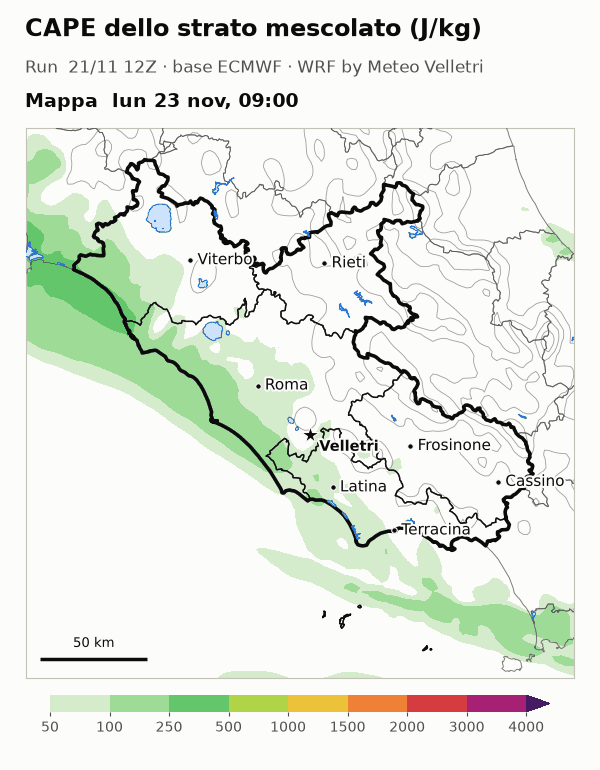 CAPE dello strato mescolato (J/kg)
Run  21/11 12Z · base ECMWF · WRF by Meteo Velletri
Mappa  lun 23 nov, 09:00
Viterbo
Rieti
Roma
Velletri
Frosinone
Latina
Cassino
Terracina
50 km
50 100 250 500 1000 1500 2000 3000 4000